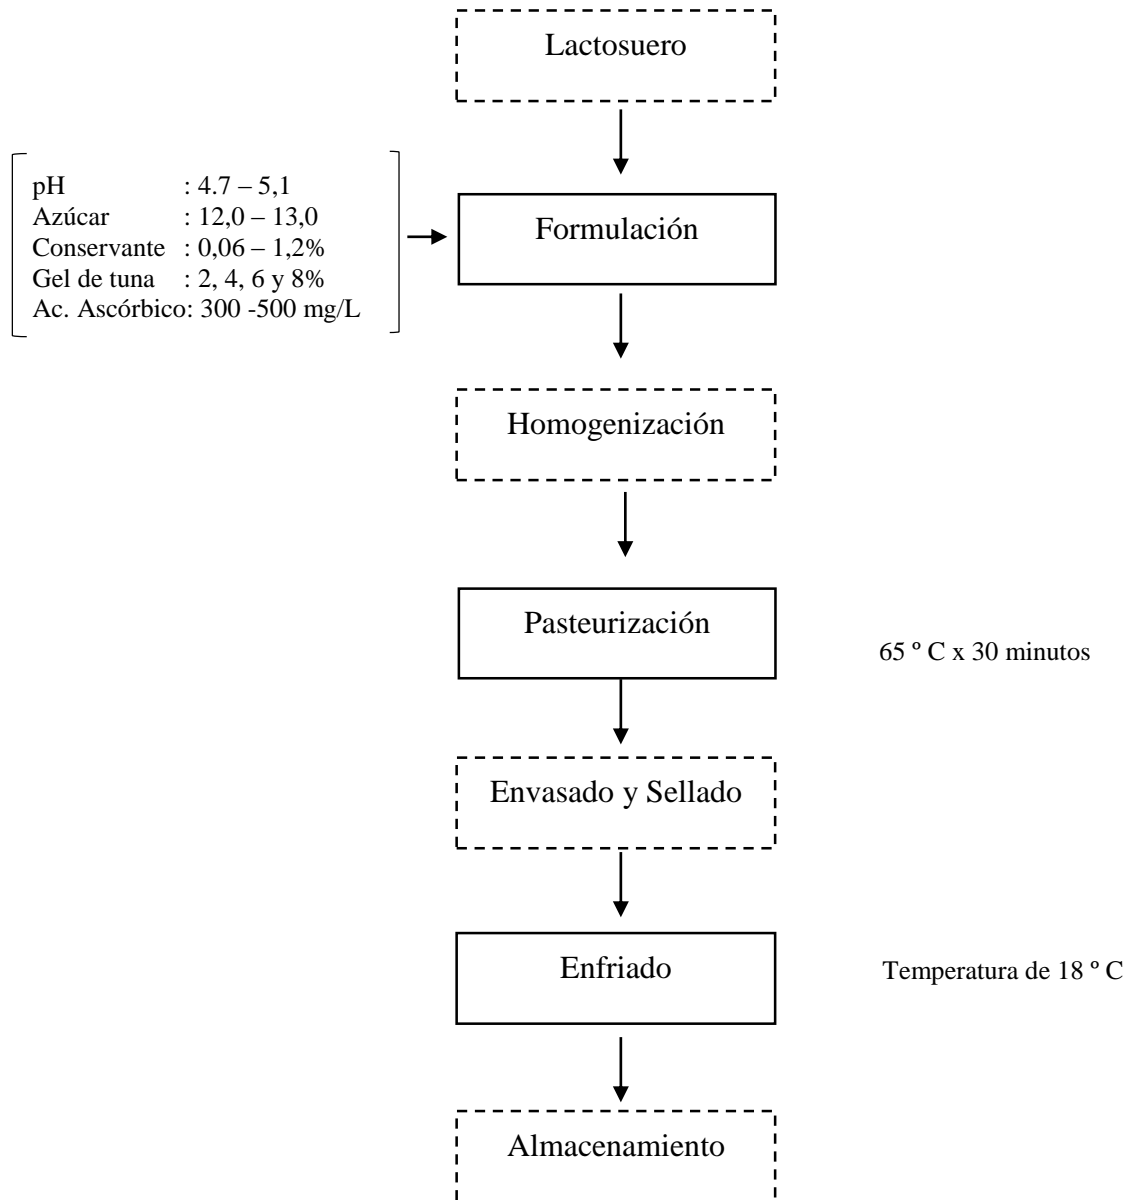 Lactosuero
pH : 4.7 – 5,1
Azúcar : 12,0 – 13,0
Conservante : 0,06 – 1,2%
Gel de tuna : 2, 4, 6 y 8%
Ac. Ascórbico: 300 -500 mg/L
Formulación
Homogenización
Pasteurización
65 º C x 30 minutos
Envasado y Sellado
Enfriado
Temperatura de 18 º C
Almacenamiento